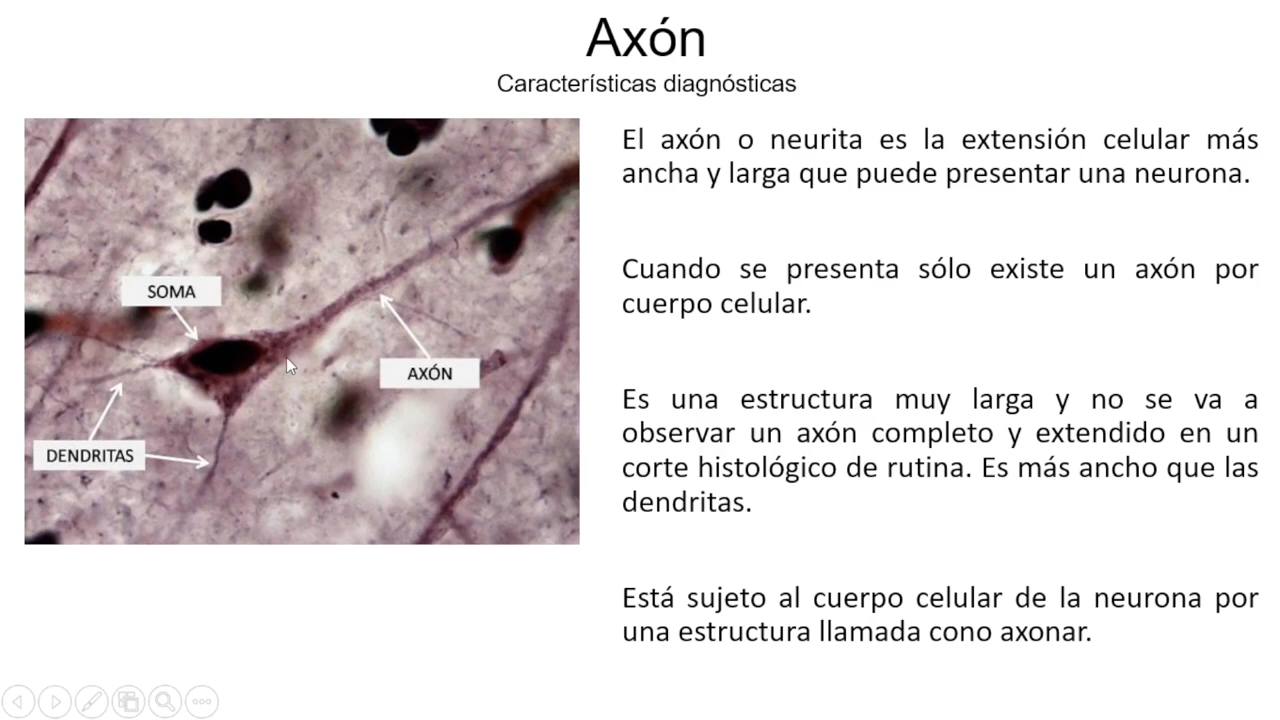 Axón
Características diagnósticas
El axón o neurita es la extensión celular más
ancha y larga que puede presentar una neurona.
Cuando se presenta sólo existe un axón por
cuerpo celular.
Es una estructura muy larga y no se va a
observar un axón completo y extendido en un
corte histológico de rutina. Es más ancho que las
dendritas.
Está sujeto al cuerpo celular de la neurona por
una estructura llamada cono axonar.
SOMA
AXÓN
DENDRITAS